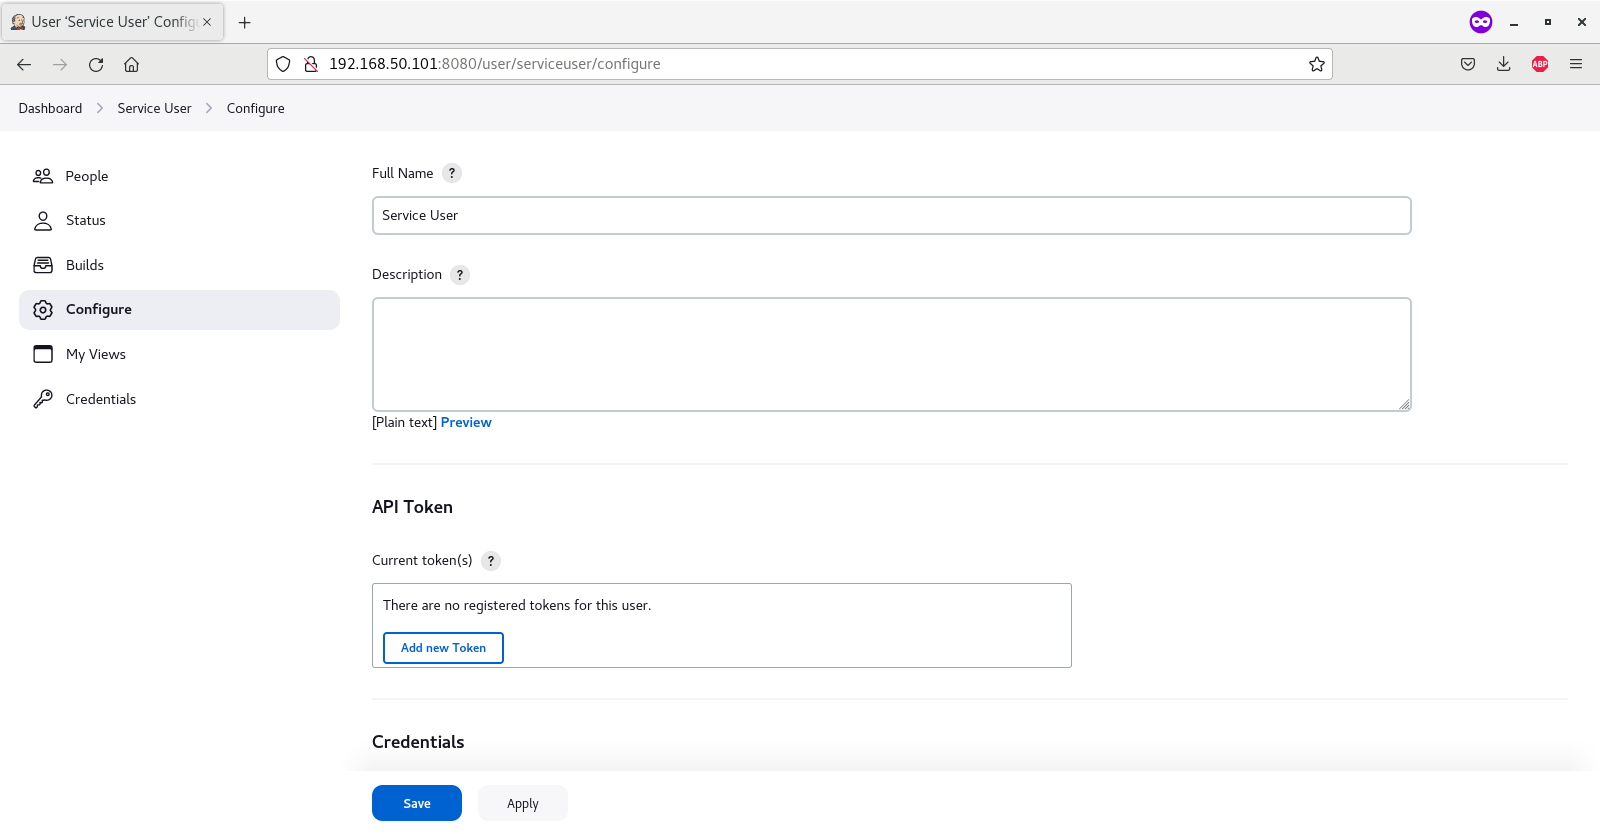 User ‘Service User’ Config
192.168.50.101:8080/user/serviceuser/configure
ABP
Dashboard Service User Configure
People
Status
Builds
Configure
My Views
Credentials
Full Name ?
Service User
Description ?
[Plain text] Preview
API Token
Current token(s) ?
There are no registered tokens for this user.
Add new Token
Credentials
Save Apply